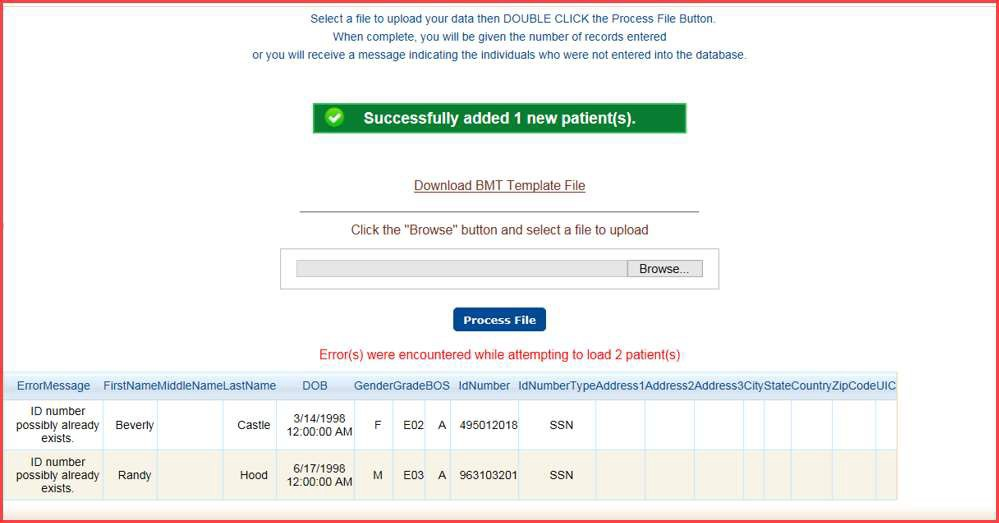 Select a file to upload your data then DOUBLE CLICK the Process File Button.
When complete, you will be given the number of records entered
or you will receive a message indicating the individuals who were not entered into the database.
Successfully added 1 new patient(s).
Download BMT Template File
Click the "Browse" button and select a file to upload
Browse...
Process File
Error(s) were encountered while attempting to load 2 patient(s)
ErrorMessage FirstName MiddleName LastName DOB Gender Grade BOS IdNumber IdNumberType Address1 Address2 Address3 City State Country ZipCode UIC
ID number
possibly already
exists.
Beverly Castle 3/14/1998
12:00:00 AM
F E02 A 495012018 SSN
ID number
possibly already
exists.
Randy Hood 6/17/1998
12:00:00 AM
M E03 A 963103201 SSN